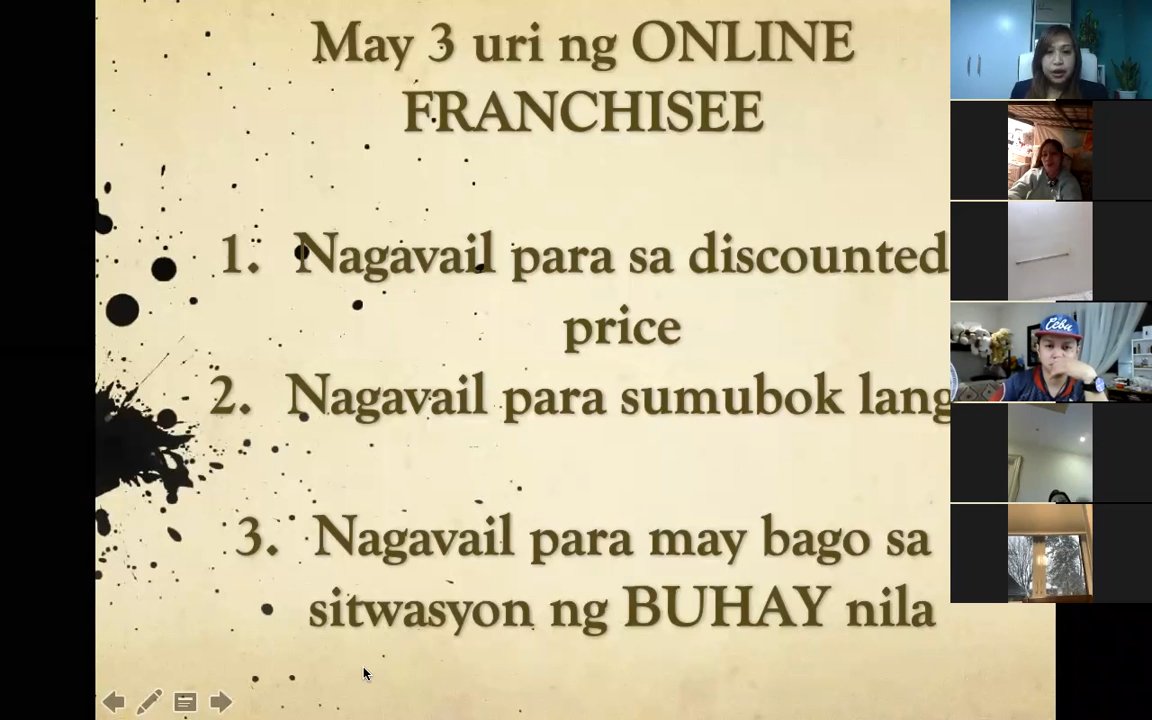 May 3 uri ng ONLINE
FRANCHISEE
1. Nagavail para sa discounted
price
2. Nagavail para sumubok lang
3. Nagavail para may bago sa
sitwasyon ng BUHAY nila
Cebu